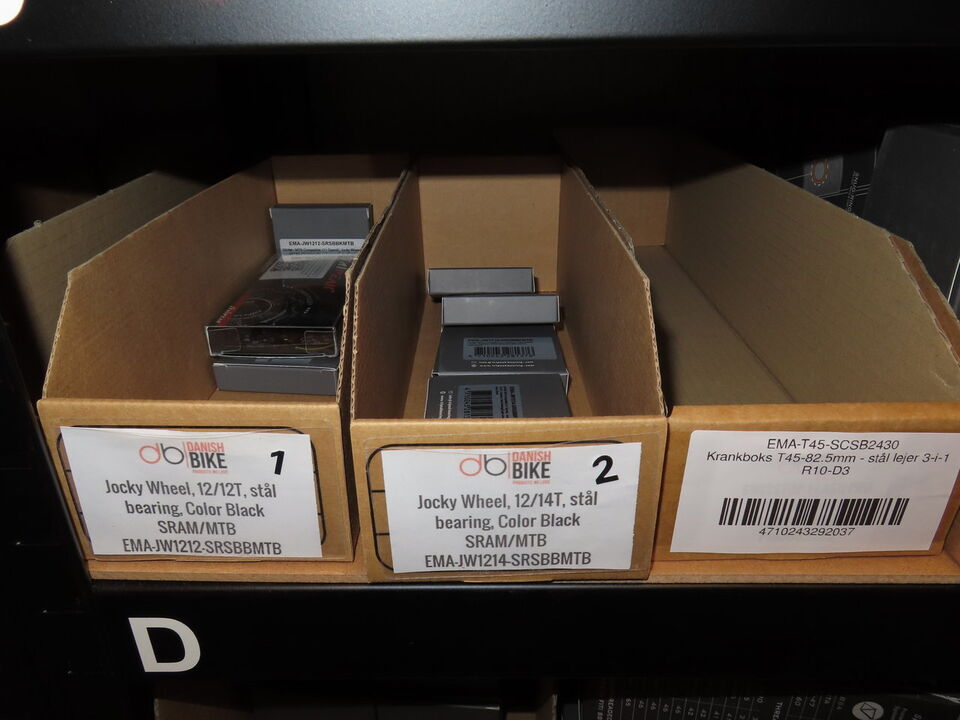 EMA-JW1212-SRSBBKMTB
db DANISH
BIKE
1
Jocky Wheel, 12/12T, stål
bearing, Color Black
SRAM/MTB
EMA-JW1212-SRSBBMTB
db DANISH
BIKE
2
Jocky Wheel, 12/14T, stål
bearing, Color Black
SRAM/MTB
EMA-JW1214-SRSBBMTB
EMA-T45-SCSB2430
Krankboks T45-82.5mm - stål lejer 3-i-1
R10-D3
4710243292037
D